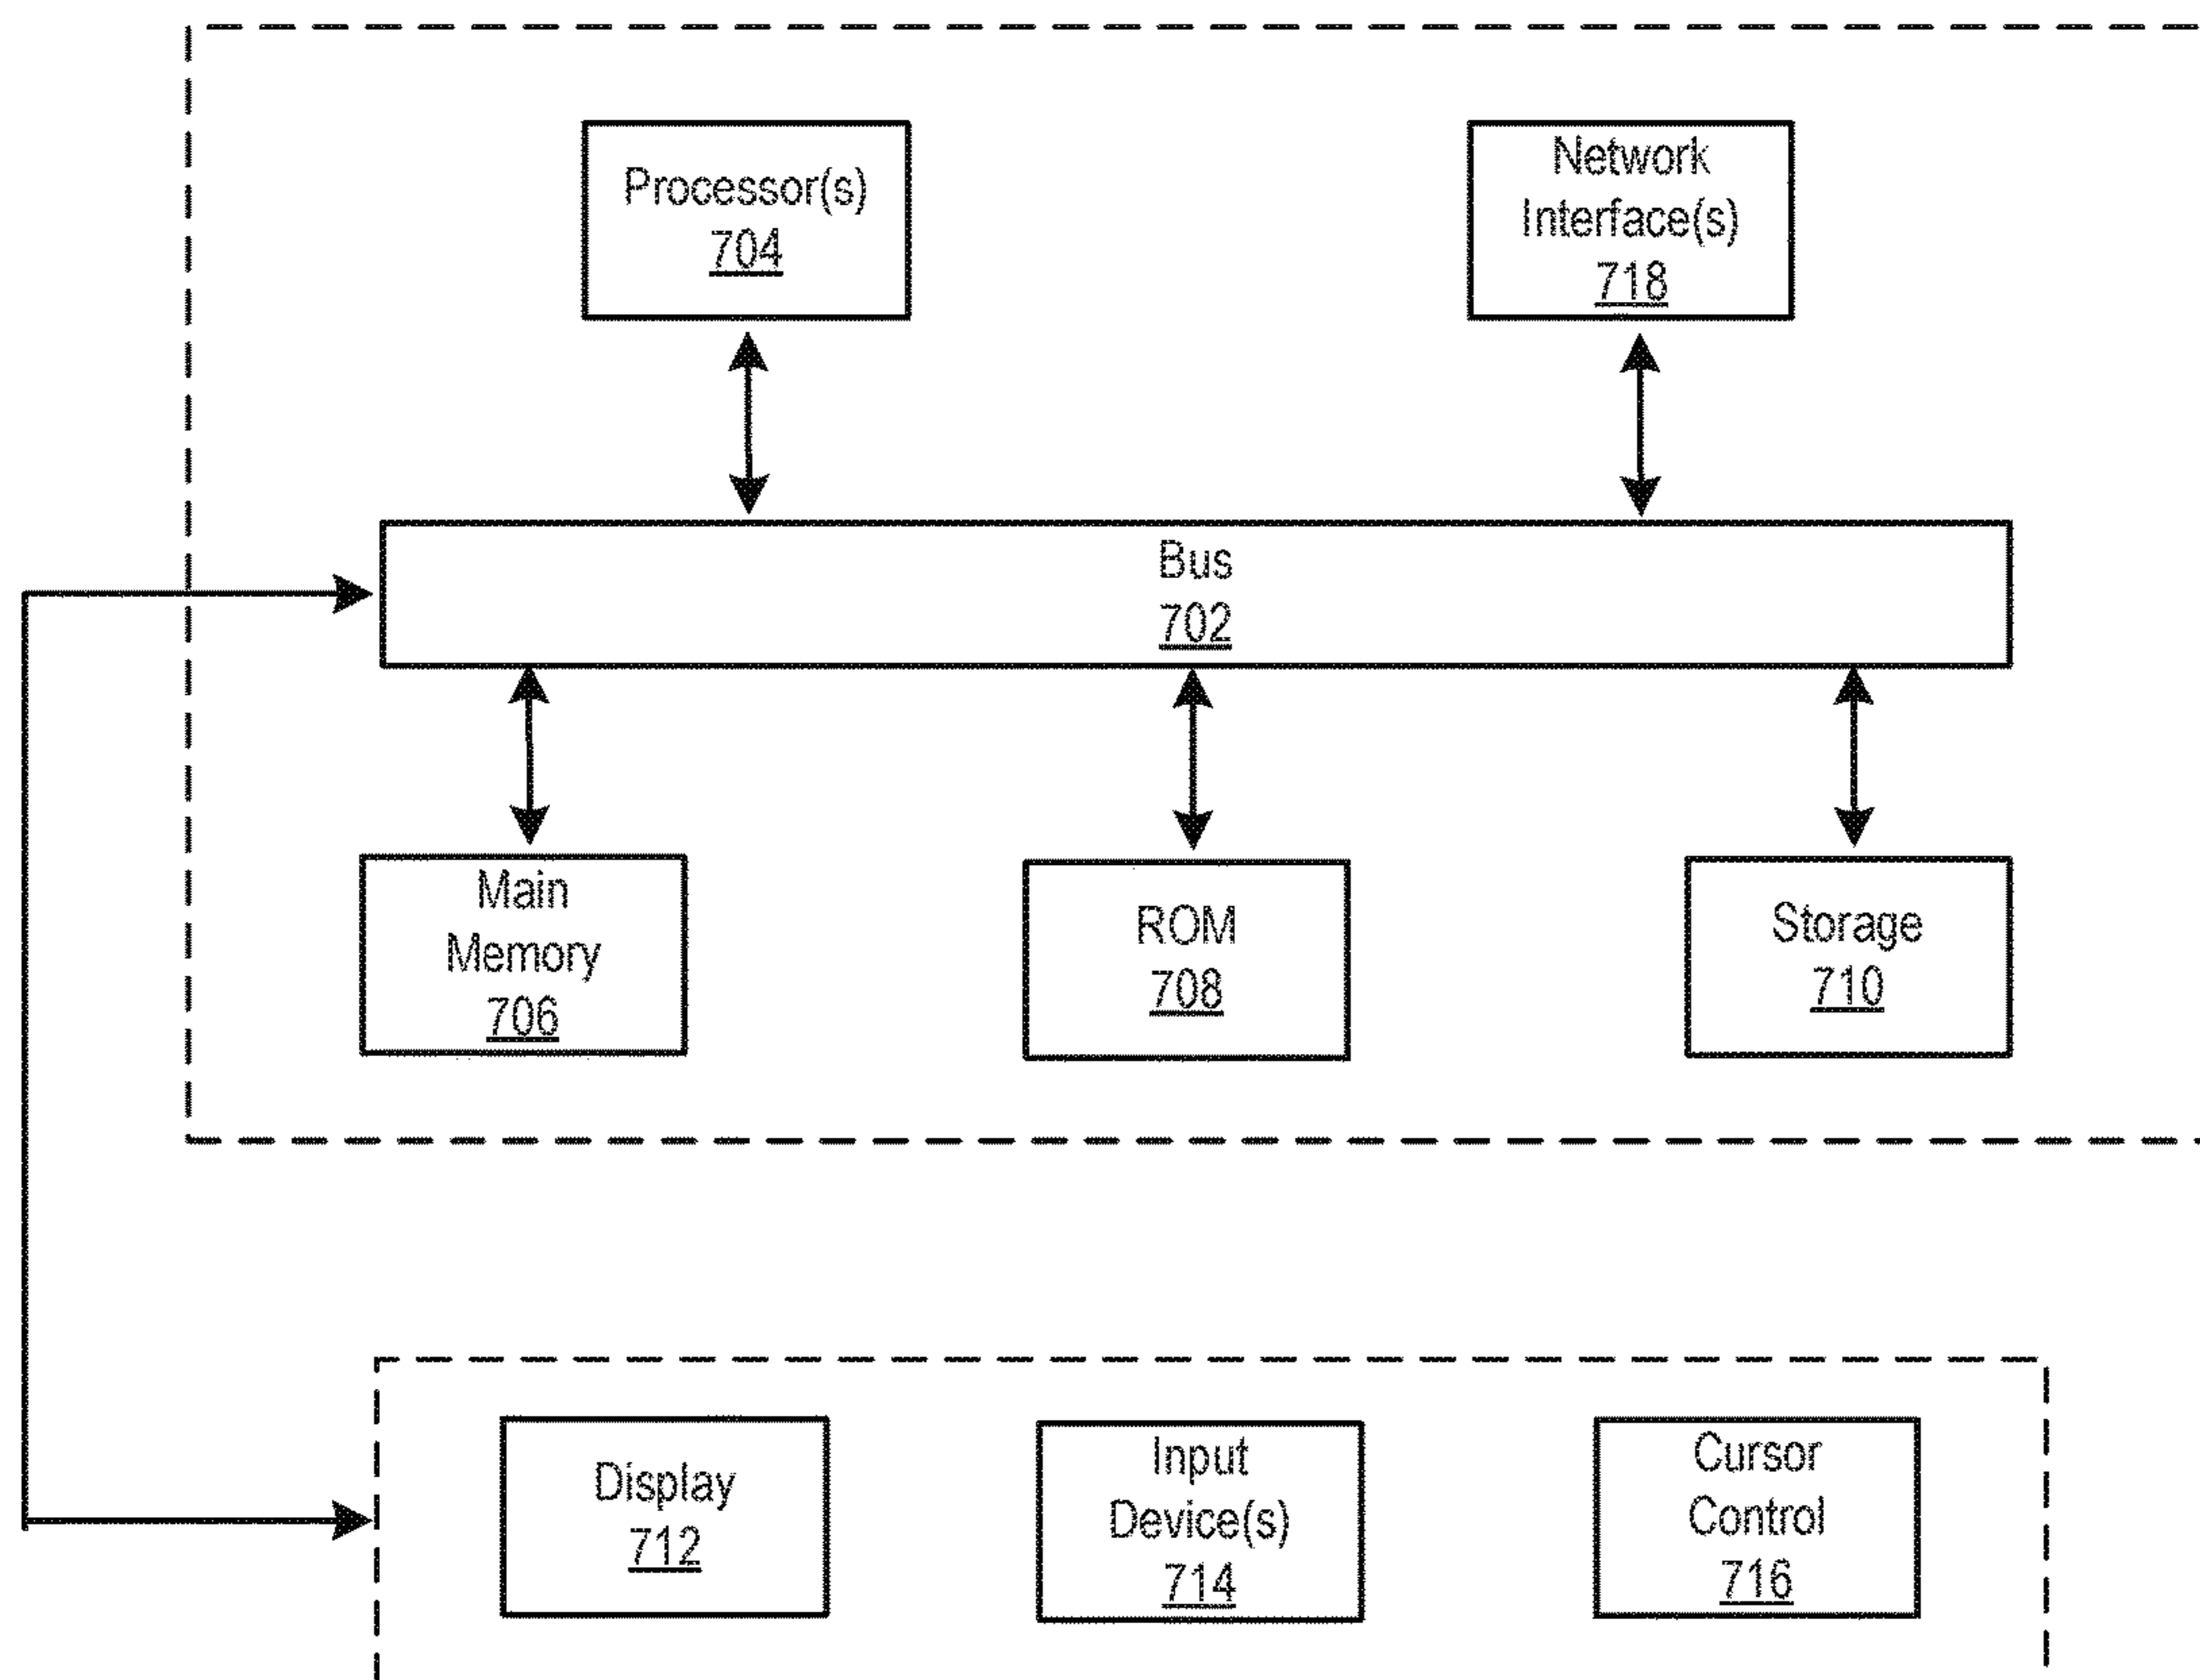 Processor(s)
704
Network
Interface(s)
718
Bus
702
Main
Memory
706
ROM
708
Storage
710
Display
712
Input
Device(s)
714
Cursor
Control
716